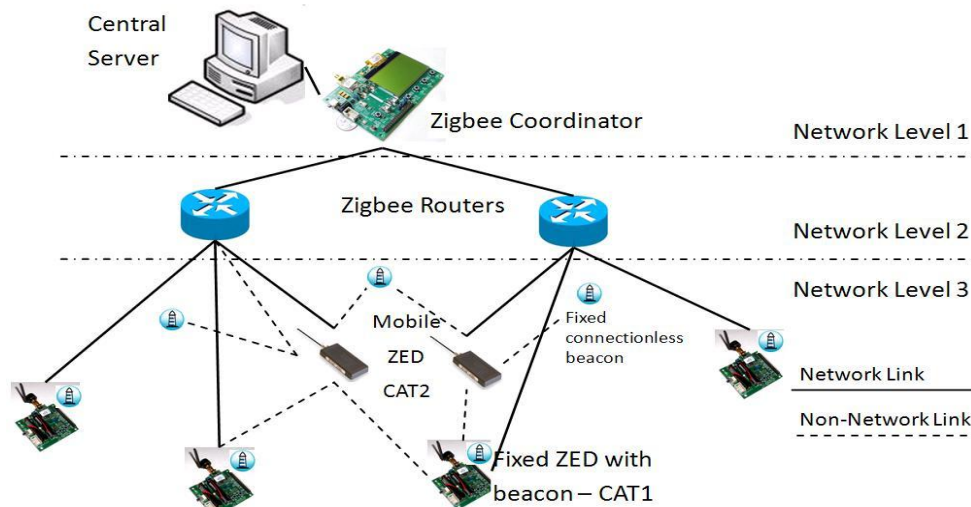 Central
Server
Zigbee Coordinator
Network Level 1
Zigbee Routers
Network Level 2
Network Level 3
Mobile
ZED
CAT2
Fixed
connectionless
beacon
Network Link
Non-Network Link
Fixed ZED with
beacon – CAT1